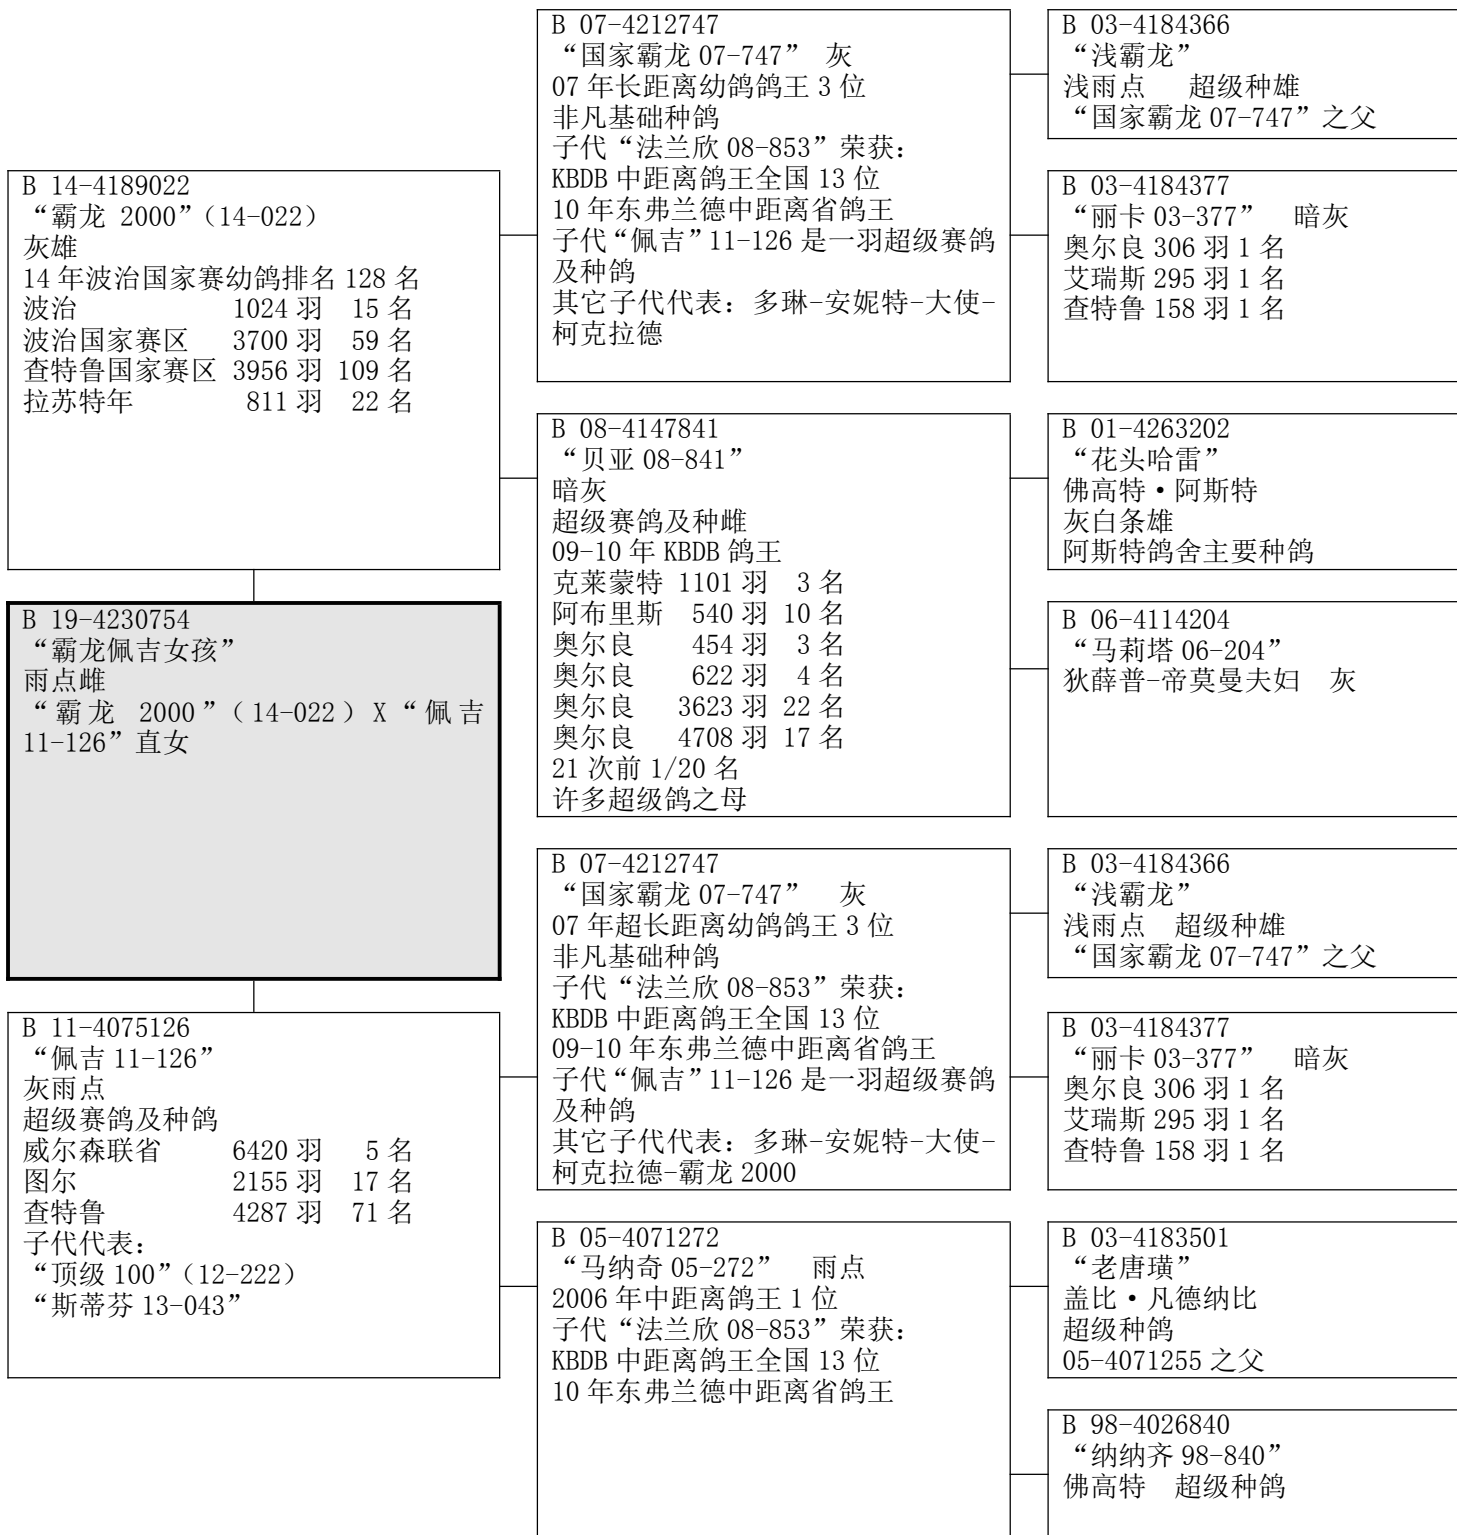 B 14-4189022
“霸龙 2000”（14-022）
灰雄
14 年波治国家赛幼鸽排名 128 名
波治 1024 羽 15 名
波治国家赛区 3700 羽 59 名
查特鲁国家赛区 3956 羽 109 名
拉苏特年 811 羽 22 名
B 19-4230754
“霸龙佩吉女孩”
雨点雌
“霸龙 2000”（14-022）X“佩吉
11-126”直女
B 11-4075126
“佩吉 11-126”
灰雨点
超级赛鸽及种鸽
威尔森联省 6420 羽 5 名
图尔 2155 羽 17 名
查特鲁 4287 羽 71 名
子代代表：
“顶级 100”（12-222）
“斯蒂芬 13-043”
B 07-4212747
“国家霸龙 07-747” 灰
07 年长距离幼鸽鸽王 3 位
非凡基础种鸽
子代“法兰欣 08-853”荣获：
KBDB 中距离鸽王全国 13 位
10 年东弗兰德中距离省鸽王
子代“佩吉”11-126 是一羽超级赛鸽
及种鸽
其它子代代表：多琳-安妮特-大使-
柯克拉德
B 08-4147841
“贝亚 08-841”
暗灰
超级赛鸽及种雌
09-10 年 KBDB 鸽王
克莱蒙特 1101 羽 3 名
阿布里斯 540 羽 10 名
奥尔良 454 羽 3 名
奥尔良 622 羽 4 名
奥尔良 3623 羽 22 名
奥尔良 4708 羽 17 名
21 次前 1/20 名
许多超级鸽之母
B 07-4212747
“国家霸龙 07-747” 灰
07 年超长距离幼鸽鸽王 3 位
非凡基础种鸽
子代“法兰欣 08-853”荣获：
KBDB 中距离鸽王全国 13 位
09-10 年东弗兰德中距离省鸽王
子代“佩吉”11-126 是一羽超级赛鸽
及种鸽
其它子代代表：多琳-安妮特-大使-
柯克拉德-霸龙 2000
B 05-4071272
“马纳奇 05-272” 雨点
2006 年中距离鸽王 1 位
子代“法兰欣 08-853”荣获：
KBDB 中距离鸽王全国 13 位
10 年东弗兰德中距离省鸽王
B 03-4184366
“浅霸龙”
浅雨点 超级种雄
“国家霸龙 07-747”之父
B 03-4184377
“丽卡 03-377” 暗灰
奥尔良 306 羽 1 名
艾瑞斯 295 羽 1 名
查特鲁 158 羽 1 名
B 01-4263202
“花头哈雷”
佛高特·阿斯特
灰白条雄
阿斯特鸽舍主要种鸽
B 06-4114204
“马莉塔 06-204”
狄薛普-帝莫曼夫妇 灰
B 03-4184366
“浅霸龙”
浅雨点 超级种雄
“国家霸龙 07-747”之父
B 03-4184377
“丽卡 03-377” 暗灰
奥尔良 306 羽 1 名
艾瑞斯 295 羽 1 名
查特鲁 158 羽 1 名
B 03-4183501
“老唐璜”
盖比·凡德纳比
超级种鸽
05-4071255 之父
B 98-4026840
“纳纳齐 98-840”
佛高特 超级种鸽